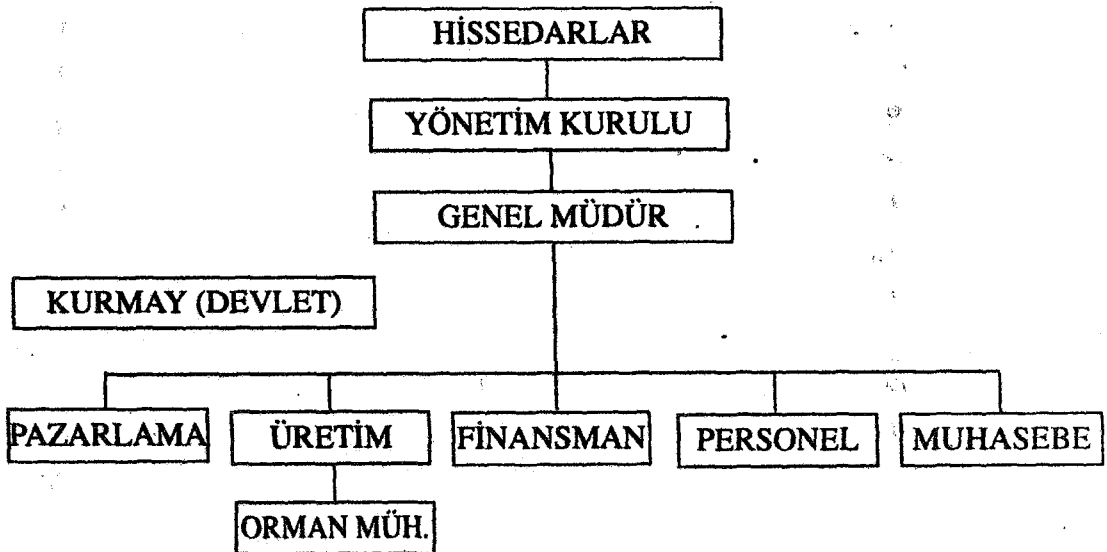 HİSSEDARLAR
YÖNETİM KURULU
GENEL MÜDÜR
KURMAY (DEVLET)
PAZARLAMA
ÜRETİM
FİNANSMAN
PERSONEL
MUHASEBE
ORMAN MÜH.